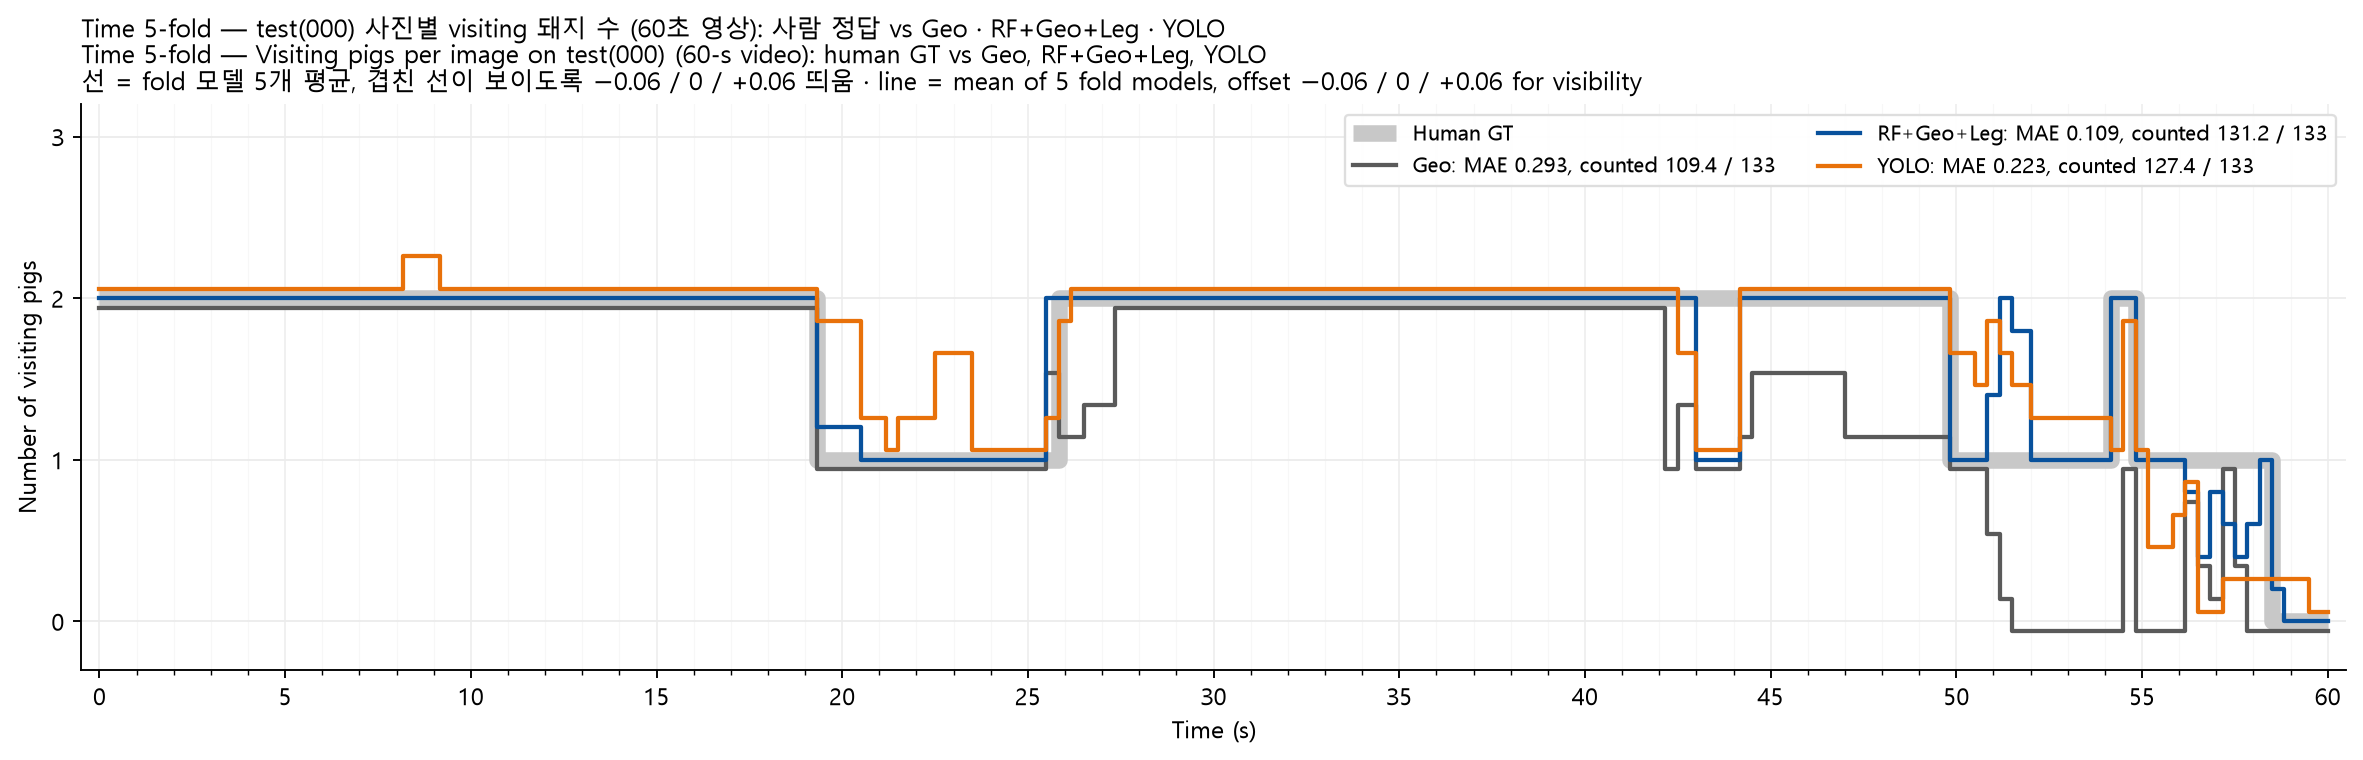 Time 5-fold — test(000) 사진별 visiting 돼지 수 (60초 영상): 사람 정답 vs Geo · RF+Geo+Leg · YOLO
Time 5-fold — Visiting pigs per image on test(000) (60-s video): human GT vs Geo, RF+Geo+Leg, YOLO
선 = fold 모델 5개 평균, 겹친 선이 보이도록 −0.06 / 0 / +0.06 띄움 · line = mean of 5 fold models, offset −0.06 / 0 / +0.06 for visibility
Human GT
Geo: MAE 0.293, counted 109.4 / 133
RF+Geo+Leg: MAE 0.109, counted 131.2 / 133
YOLO: MAE 0.223, counted 127.4 / 133
Number of visiting pigs
3
2
1
0
0 5 10 15 20 25 30 35 40 45 50 55 60
Time (s)